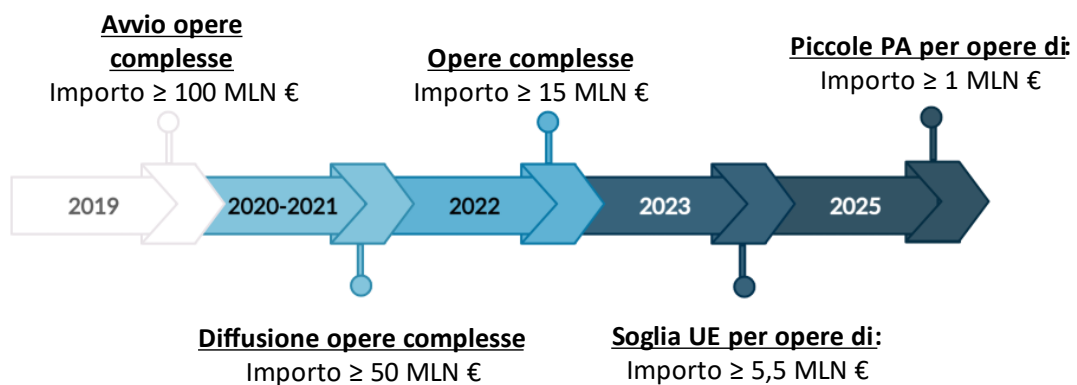 Avvio opere
complesse
Importo ≥ 100 MLN €
Opere complesse
Importo ≥ 15 MLN €
Piccole PA per opere di:
Importo ≥ 1 MLN €
2019
2020-2021
2022
2023
2025
Diffusione opere complesse
Importo ≥ 50 MLN €
Soglia UE per opere di:
Importo ≥ 5,5 MLN €